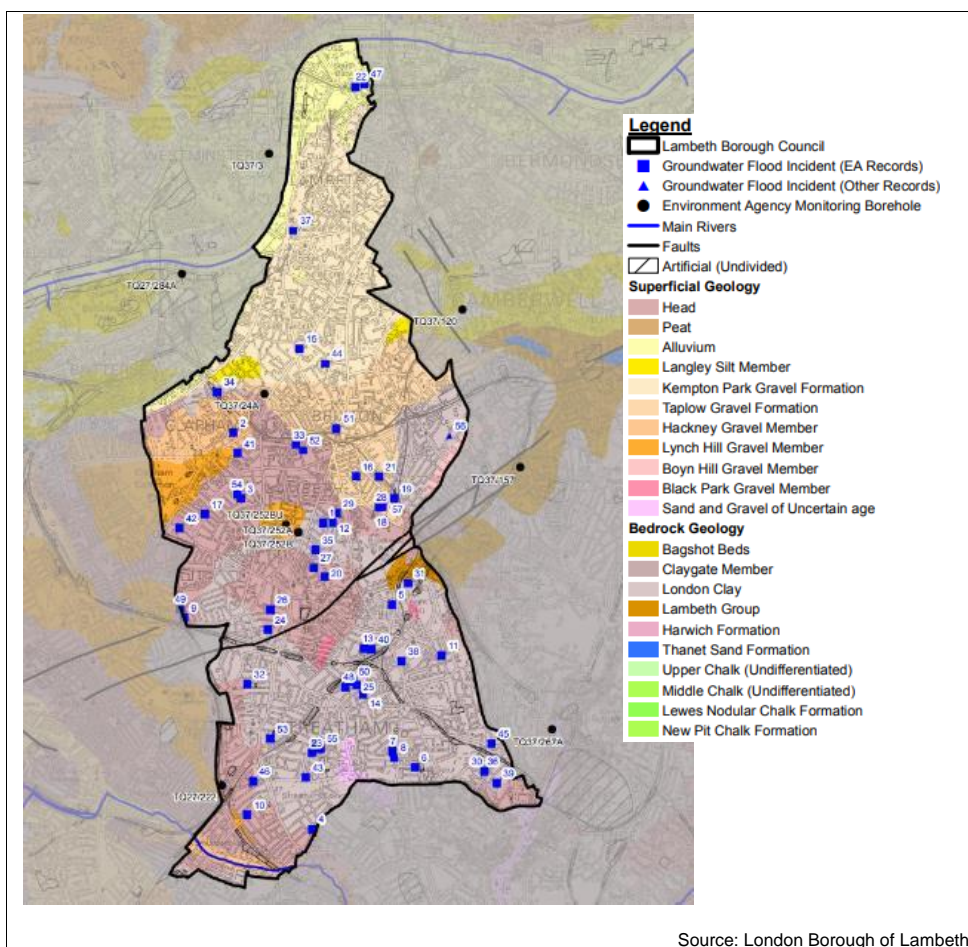 22 47
WESTMINSTER
TQ37/3
37
TQ27/284A
TQ37/120
15
44
34
TQ37/24A
2
51
33 52
41
55
16 21
TQ37/157
54 3
19
28
57
17
29
TQ37/252BU
1
42
TQ37/252A
12
18
TQ37/252B
35
27
20
31
5
49
26
9
24
13 40
38
11
32
50
48
25
14
53
55
7
45
TQ37/267A
8
6
43
30 36
46
39
TQ27/222
10
4
Legend
Lambeth Borough Council
Groundwater Flood Incident (EA Records)
Groundwater Flood Incident (Other Records)
Environment Agency Monitoring Borehole
Main Rivers
Faults
Artificial (Undivided)
Superficial Geology
Head
Peat
Alluvium
Langley Silt Member
Kempton Park Gravel Formation
Taplow Gravel Formation
Hackney Gravel Member
Lynch Hill Gravel Member
Boyn Hill Gravel Member
Black Park Gravel Member
Sand and Gravel of Uncertain age
Bedrock Geology
Bagshot Beds
Claygate Member
London Clay
Lambeth Group
Harwich Formation
Thanet Sand Formation
Upper Chalk (Undifferentiated)
Middle Chalk (Undifferentiated)
Lewes Nodular Chalk Formation
New Pit Chalk Formation
Source: London Borough of Lambeth